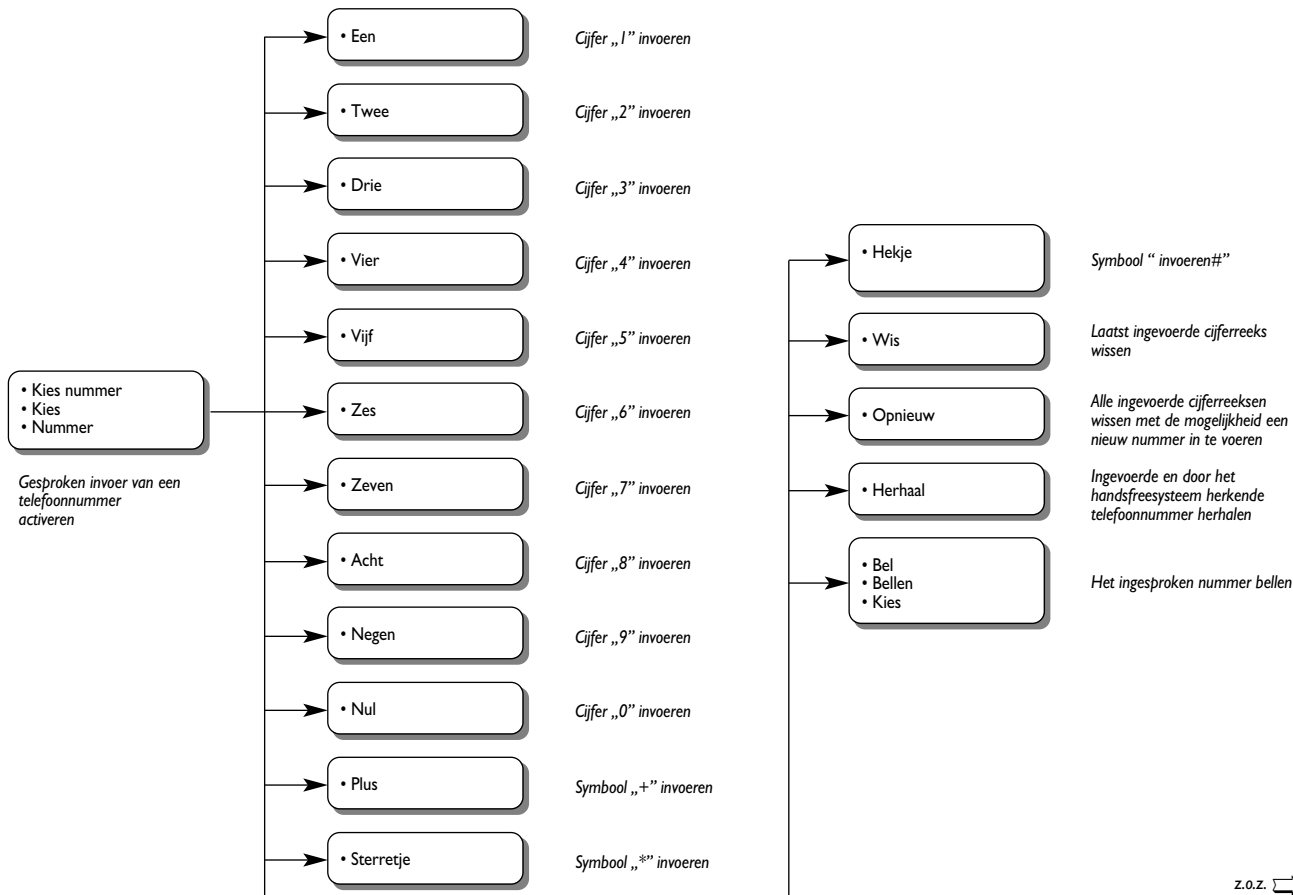 • Kies nummer
• Kies
• Nummer
Gesproken invoer van een
telefoonnummer
activeren
• Een
Cijfer „1” invoeren
• Twee
Cijfer „2” invoeren
• Drie
Cijfer „3” invoeren
• Vier
Cijfer „4” invoeren
• Vijf
Cijfer „5” invoeren
• Zes
Cijfer „6” invoeren
• Zeven
Cijfer „7” invoeren
• Acht
Cijfer „8” invoeren
• Negen
Cijfer „9” invoeren
• Nul
Cijfer „0” invoeren
• Plus
Symbool „+” invoeren
• Sterretje
Symbool „*” invoeren
• Hekje
Symbool “ invoeren#”
• Wis
Laatst ingevoerde cijferreeks
wissen
• Opnieuw
Alle ingevoerde cijferreeksen
wissen met de mogelijkheid een
nieuw nummer in te voeren
• Herhaal
Ingevoerde en door het
handsfreesysteem herkende
telefoonnummer herhalen
• Bel
• Bellen
• Kies
Het ingesproken nummer bellen
z.o.z.